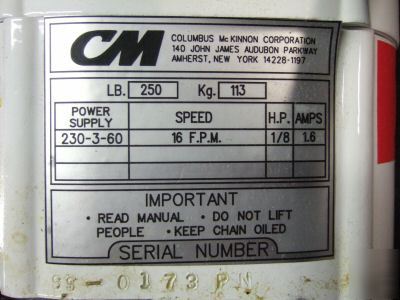 CM
COLUMBUS McKINNON CORPORATION
140 JOHN JAMES AUDUBON PARKWAY
AMHERST, NEW YORK 14228-1197
LB. 250 Kg. 113
POWER SUPPLY SPEED H.P. AMPS
230-3-60 16 F.P.M. 1/8 1.6
IMPORTANT
• READ MANUAL • DO NOT LIFT
PEOPLE • KEEP CHAIN OILED
SERIAL NUMBER
0173 PN